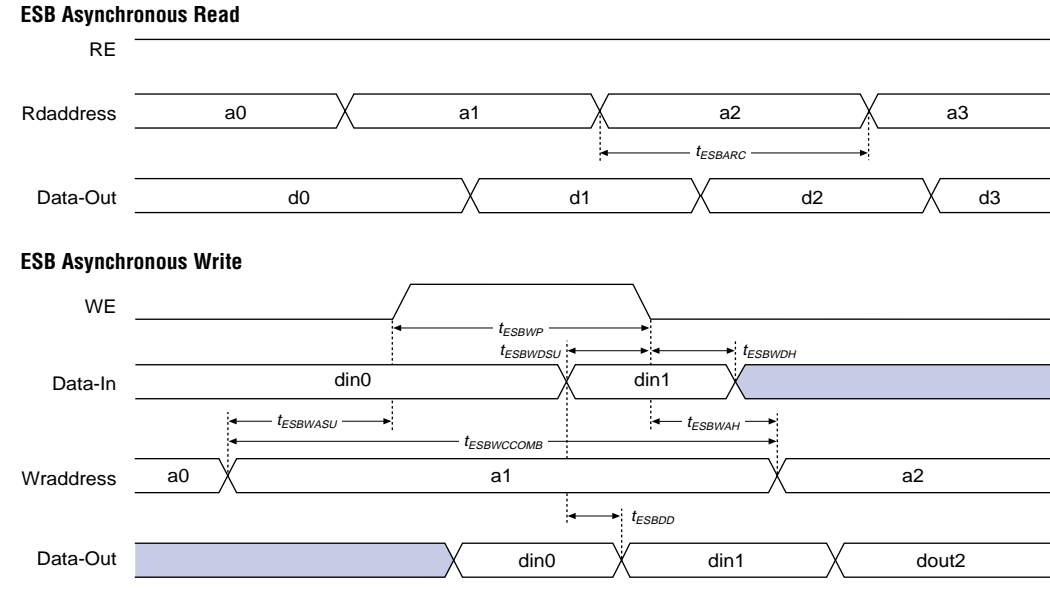 ESB Asynchronous Read
RE
Rdaddress a0 a1 a2 a3
tESBARC
Data-Out d0 d1 d2 d3
ESB Asynchronous Write
WE
tESBWP
tESBWDSU tESBWDH
Data-In din0 din1
tESBWASU tESBWAH
tESBWCCOMB
Wraddress a0 a1 a2
tESBDD
Data-Out din0 din1 dout2